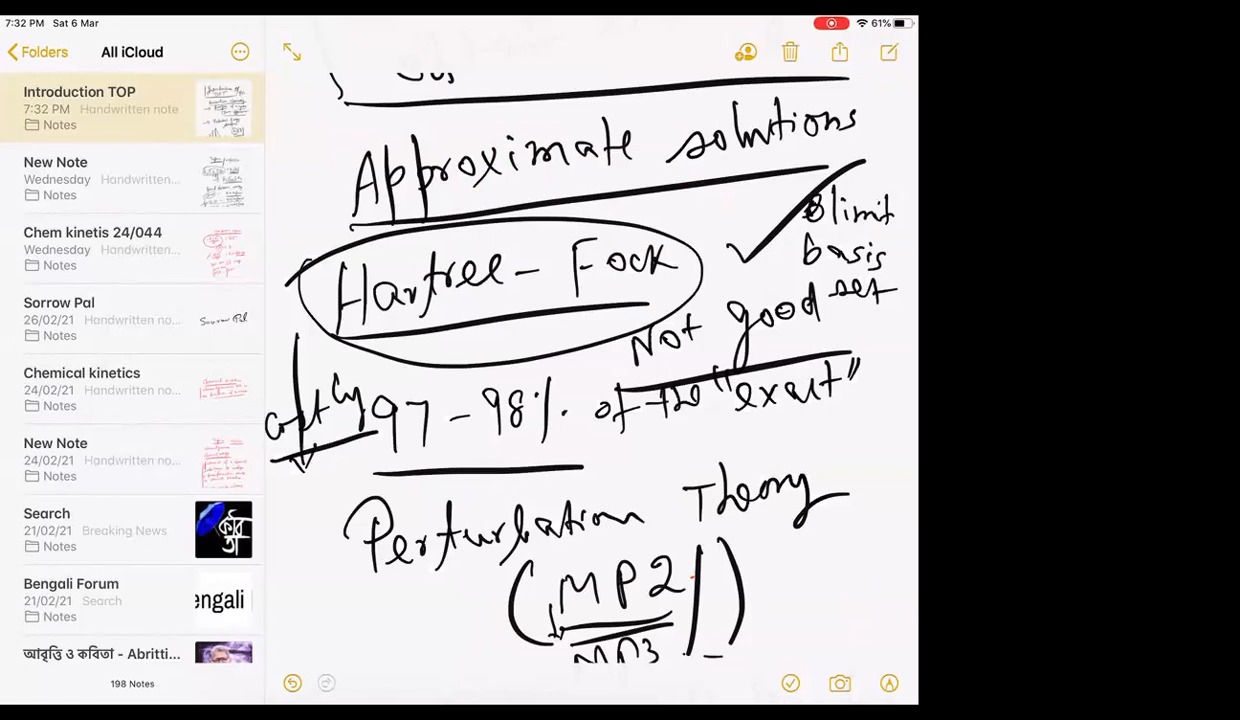 7:32 PM Sat 6 Mar
61%
Folders
All iCloud
Introduction TOP
7:32 PM Handwritten note
Notes
New Note
Wednesday Handwritten...
Notes
Chem kinetis 24/044
Wednesday Handwritten...
Notes
Sorrow Pal
26/02/21 Handwritten no...
Notes
Chemical kinetics
24/02/21 Handwritten no...
Notes
New Note
24/02/21 Handwritten no...
Notes
Search
21/02/21 Breaking News
Notes
Bengali Forum
21/02/21 Search
Notes
আবৃত্তি ও কবিতা - Abritti...
198 Notes
Approximate solutions
Hartree - Fock
limit
basis
set
Not good
Costly
97 - 98% of the "exact"
Perturbation Theory
(MP2/ )
MP3